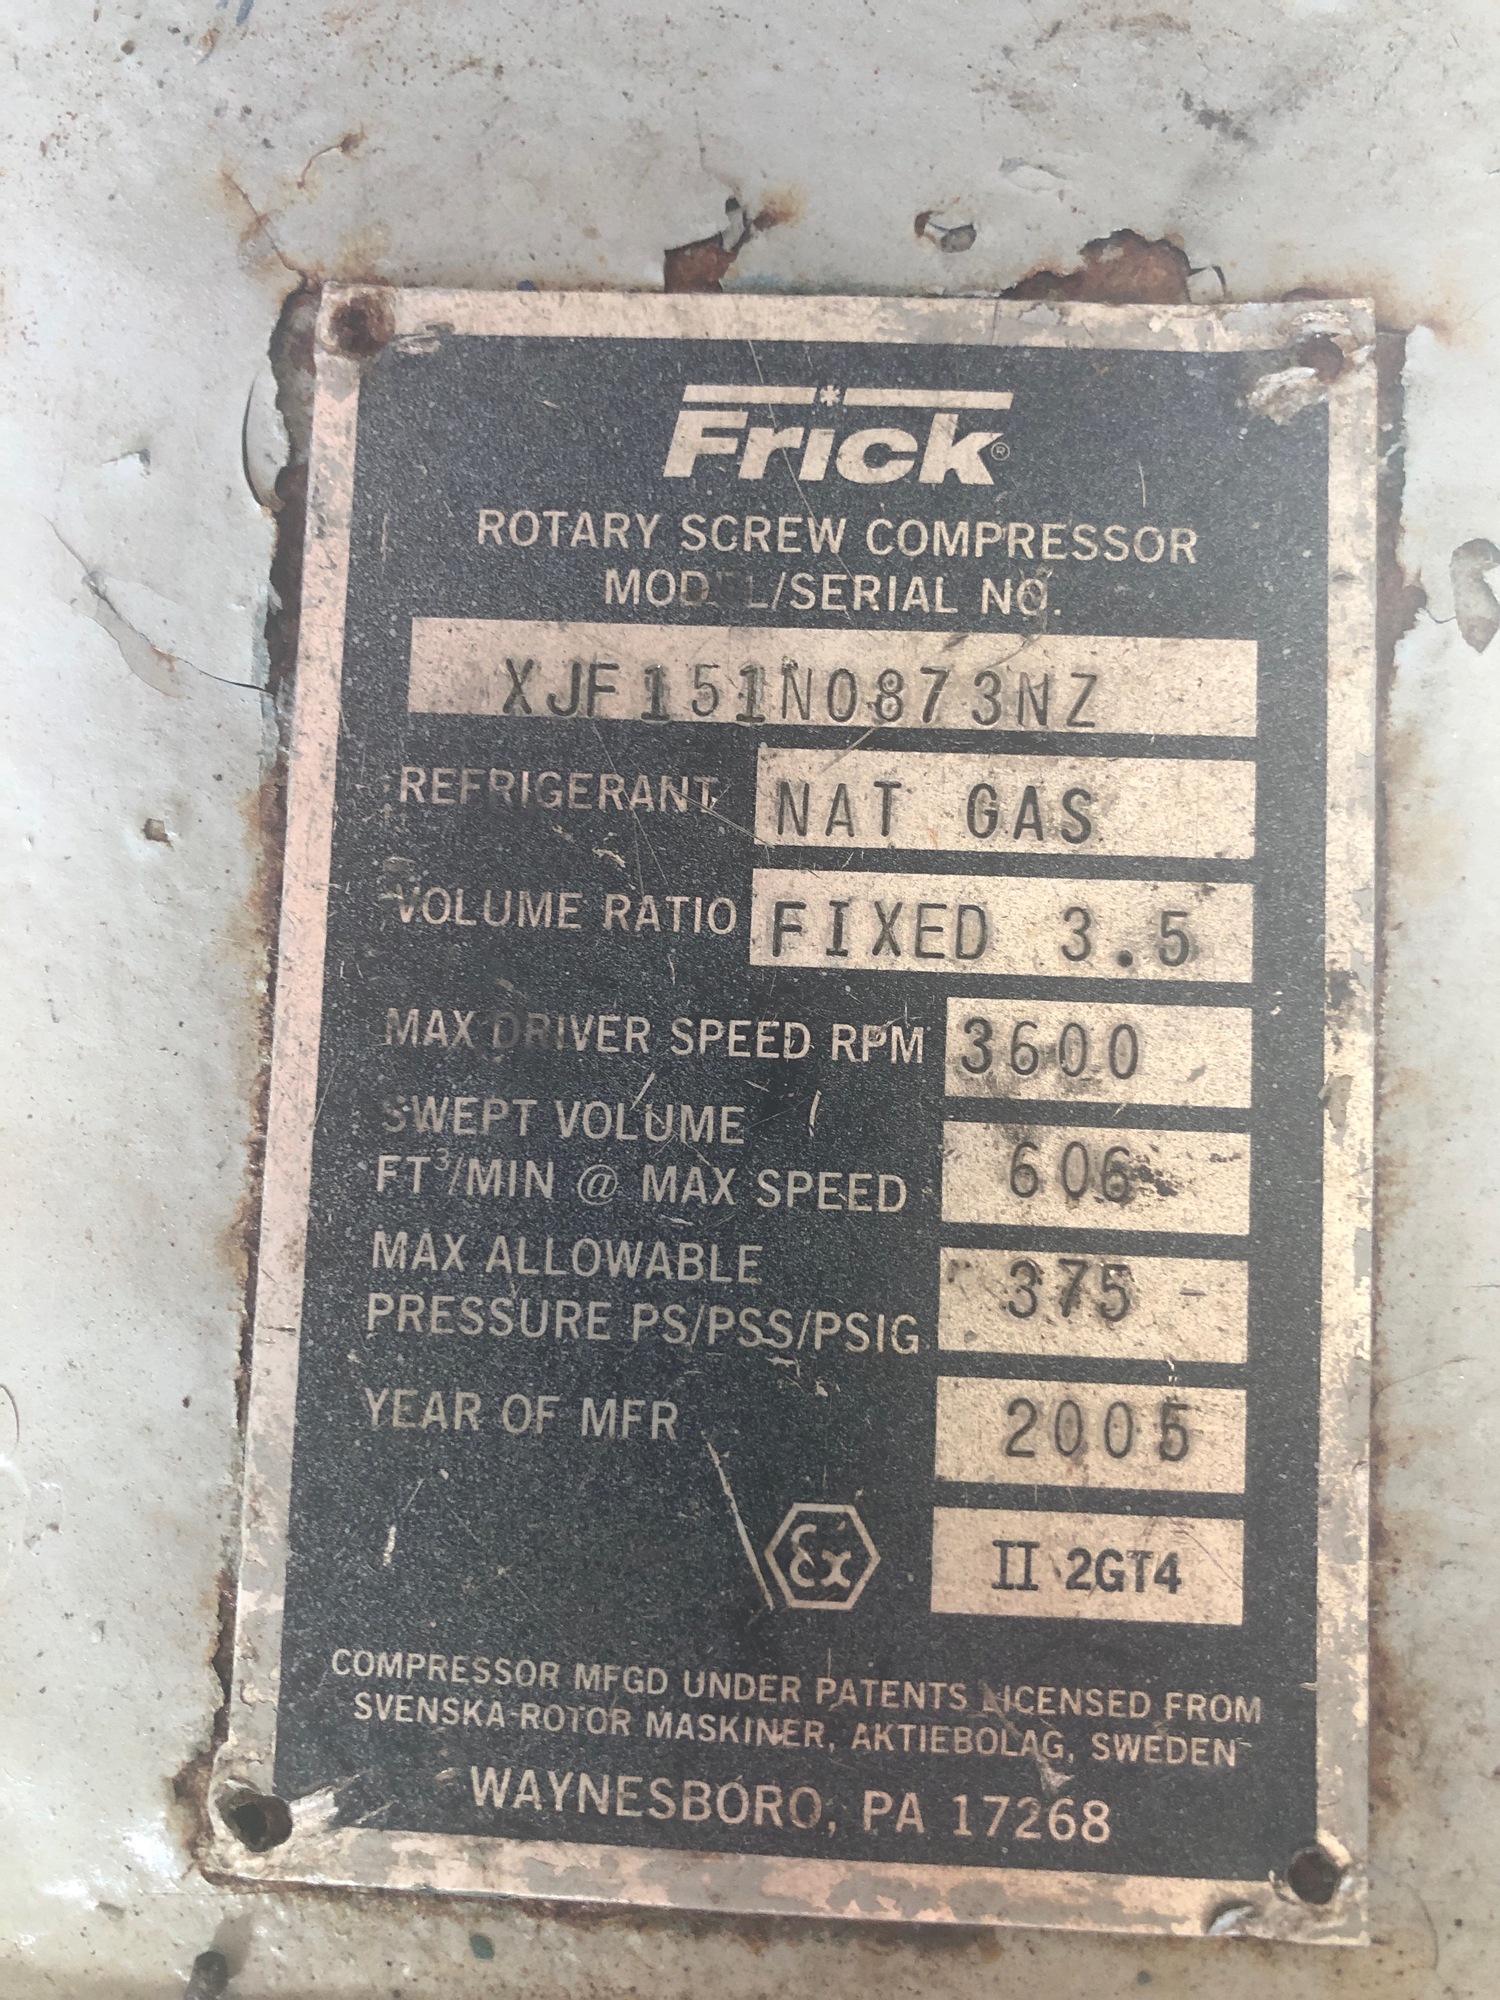 Frick®
ROTARY SCREW COMPRESSOR
MODEL/SERIAL NO.
XJF151N0873NZ
REFRIGERANT NAT GAS
VOLUME RATIO FIXED 3.5
MAX DRIVER SPEED RPM 3600
SWEPT VOLUME
FT³/MIN @ MAX SPEED 606
MAX ALLOWABLE
PRESSURE PS/PSS/PSIG 375
YEAR OF MFR 2005
Ex II 2GT4
COMPRESSOR MFGD UNDER PATENTS LICENSED FROM
SVENSKA-ROTOR MASKINER, AKTIEBOLAG, SWEDEN
WAYNESBORO, PA 17268